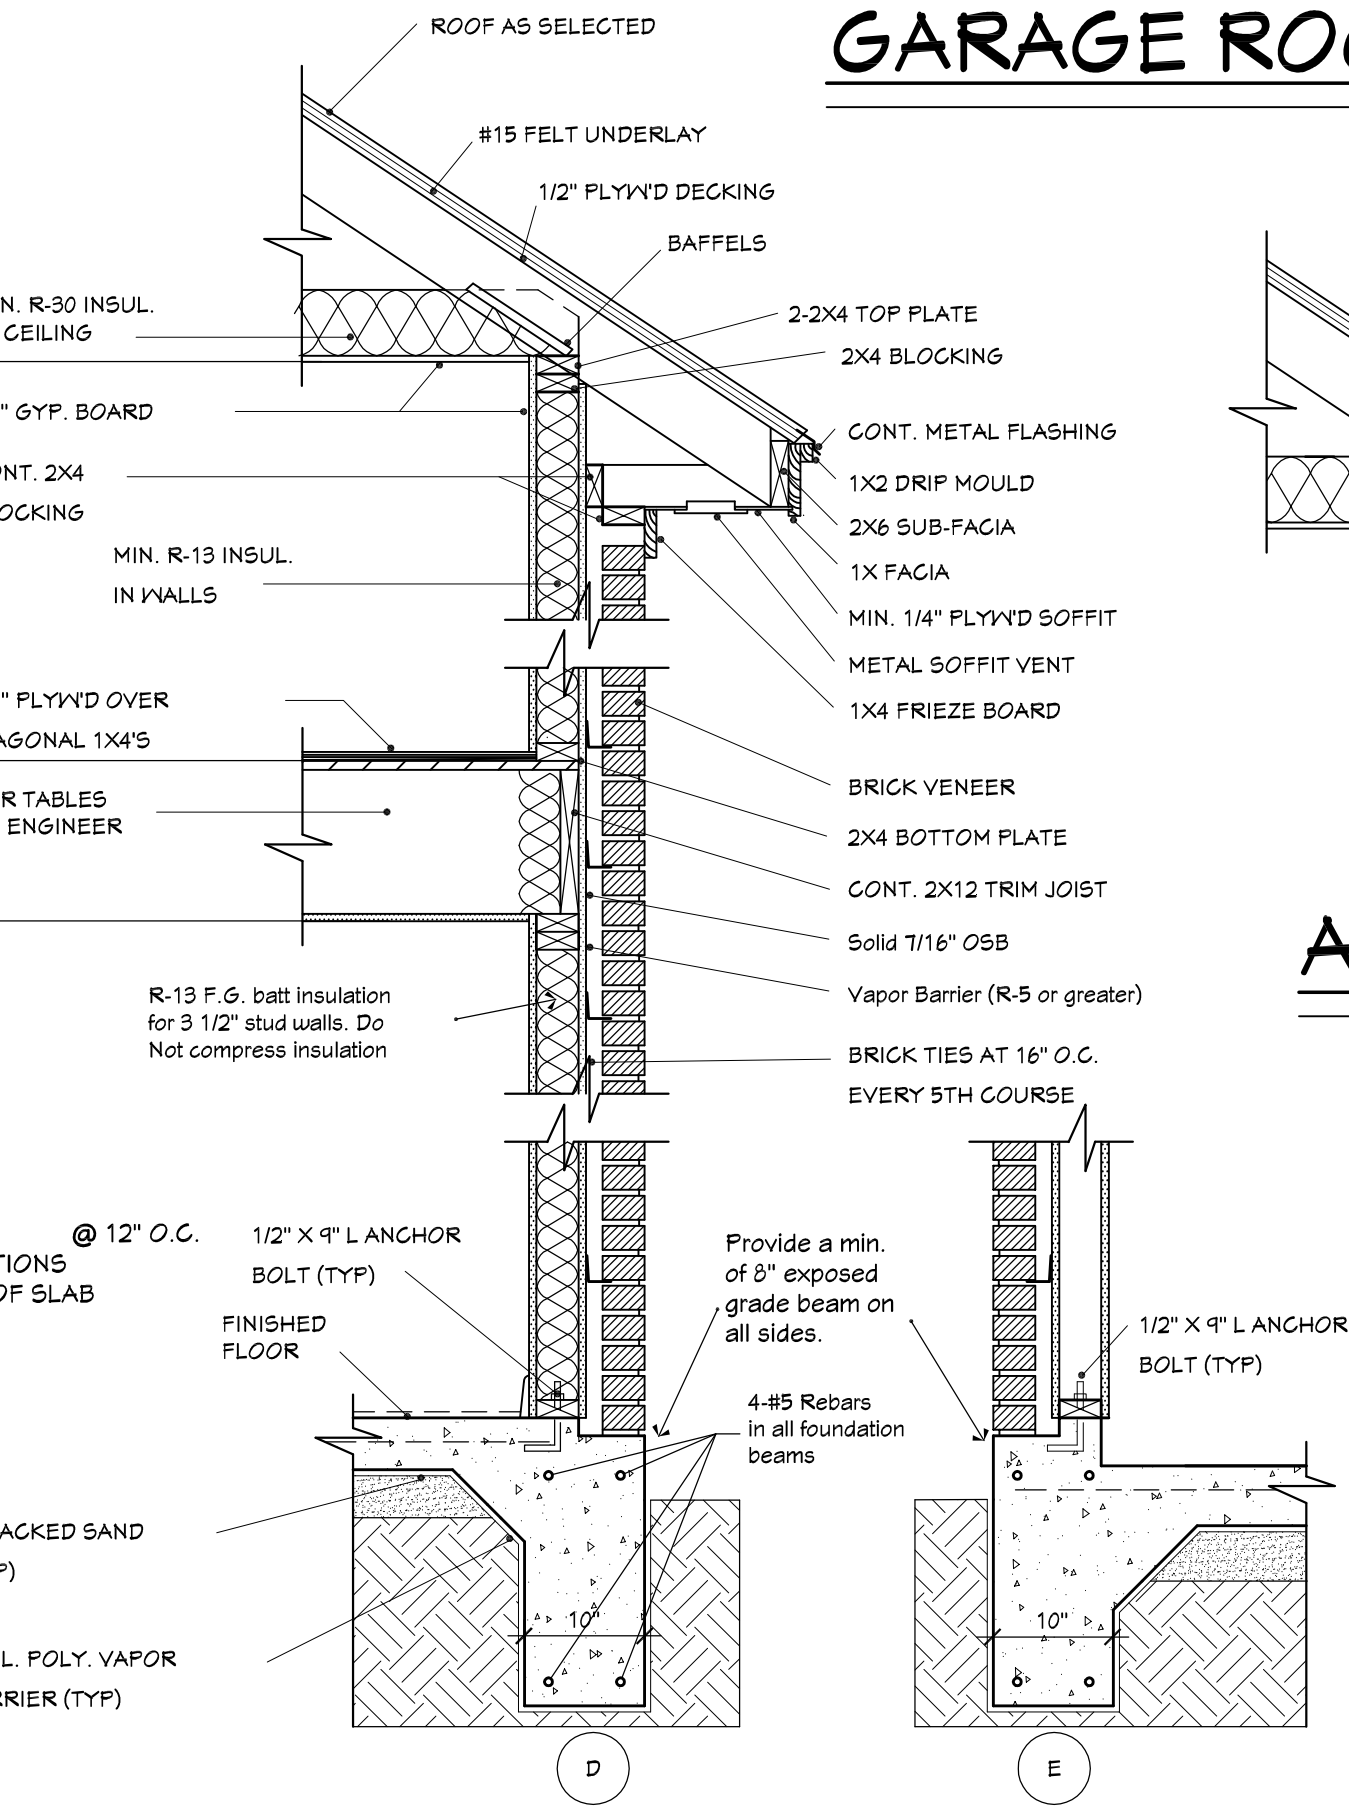 ROOF AS SELECTED
GARAGE ROO
#15 FELT UNDERLAY
1/2" PLYW'D DECKING
BAFFELS
N. R-30 INSUL.
CEILING
2-2X4 TOP PLATE
2X4 BLOCKING
" GYP. BOARD
CONT. METAL FLASHING
NT. 2X4
OCKING
1X2 DRIP MOULD
2X6 SUB-FACIA
MIN. R-13 INSUL.
IN WALLS
1X FACIA
MIN. 1/4" PLYW'D SOFFIT
METAL SOFFIT VENT
1X4 FRIEZE BOARD
" PLYW'D OVER
AGONAL 1X4'S
BRICK VENEER
R TABLES
ENGINEER
2X4 BOTTOM PLATE
CONT. 2X12 TRIM JOIST
Solid 7/16" OSB
A
R-13 F.G. batt insulation
for 3 1/2" stud walls. Do
Not compress insulation
Vapor Barrier (R-5 or greater)
BRICK TIES AT 16" O.C.
EVERY 5TH COURSE
@ 12" O.C.
TIONS
OF SLAB
1/2" X 9" L ANCHOR
BOLT (TYP)
FINISHED
FLOOR
Provide a min.
of 8" exposed
grade beam on
all sides.
1/2" X 9" L ANCHOR
BOLT (TYP)
4-#5 Rebars
in all foundation
beams
ACKED SAND
P)
10"
10"
L. POLY. VAPOR
RRIER (TYP)
D
E